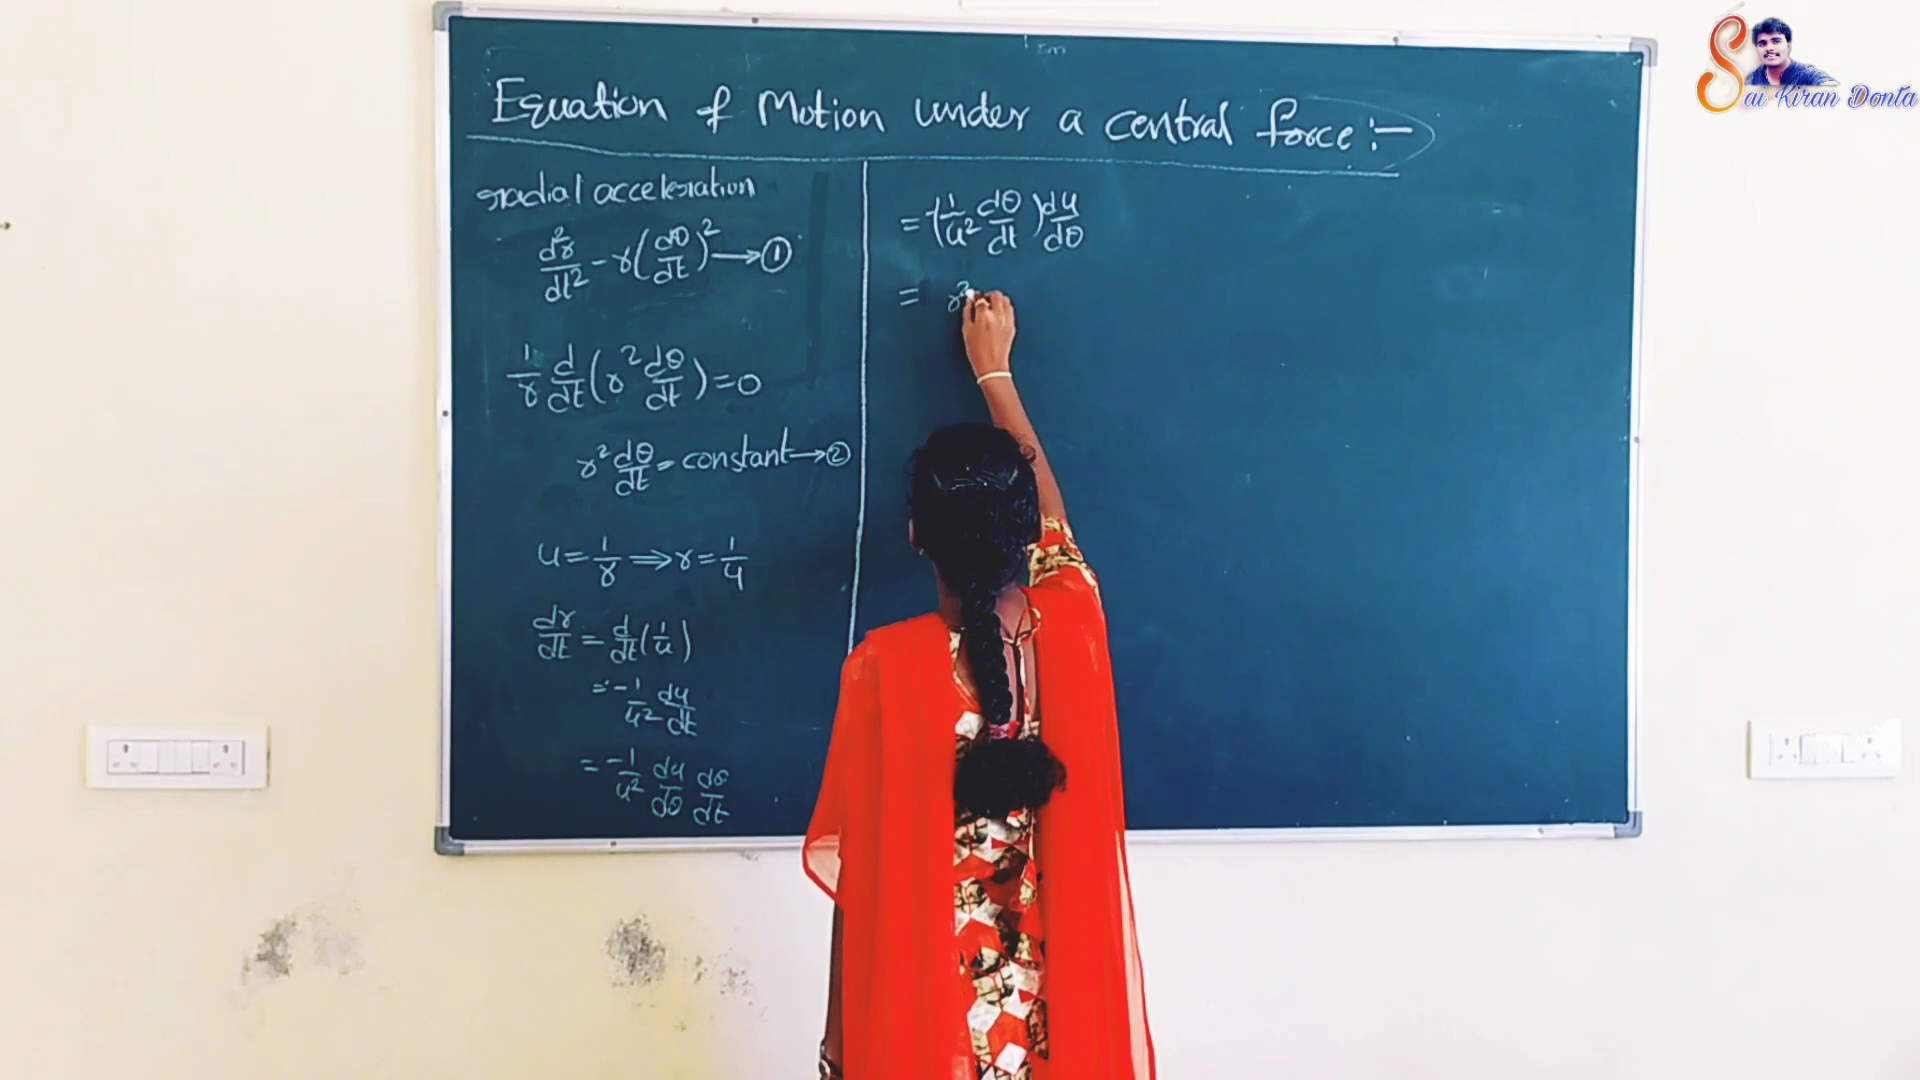 Equation of Motion under a central force :-
radial acceleration
d²r/dt² - r(dθ/dt)² → ①
1/r d/dt (r² dθ/dt) = 0
r² dθ/dt = constant → ②
u = 1/r ⇒ r = 1/u
dr/dt = d/dt (1/u)
= -1/u² du/dt
= -1/u² du/dθ dθ/dt
= (1/u² dθ/dt) du/dθ
= r²
Sai Kiran Donta